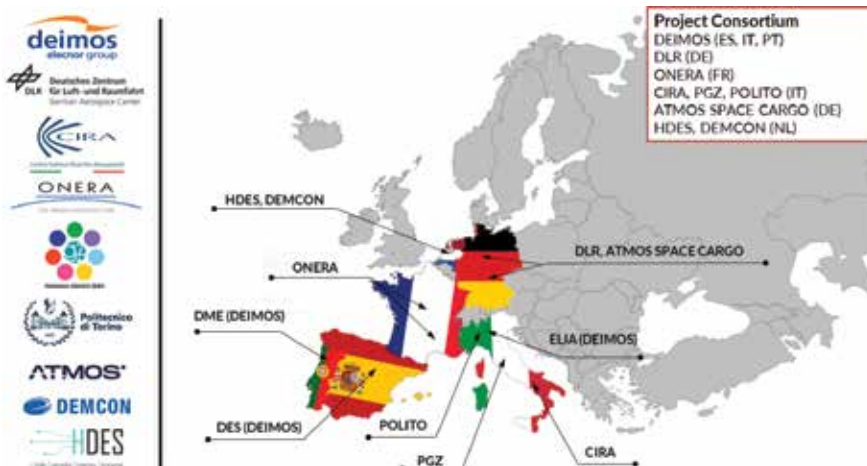 deimos
elecnor group
DLR
Deutsches Zentrum
für Luft- und Raumfahrt
German Aerospace Center
CIRA
ONERA
Politecnico
di Torino
ATMOS
DEMCON
HDES
Project Consortium
DEIMOS (ES, IT, PT)
DLR (DE)
ONERA (FR)
CIRA, PGZ, POLITO (IT)
ATMOS SPACE CARGO (DE)
HDES, DEMCON (NL)
HDES, DEMCON
DLR, ATMOS SPACE CARGO
ONERA
DME (DEIMOS)
ELIA (DEIMOS)
DES (DEIMOS)
POLITO
PGZ
CIRA